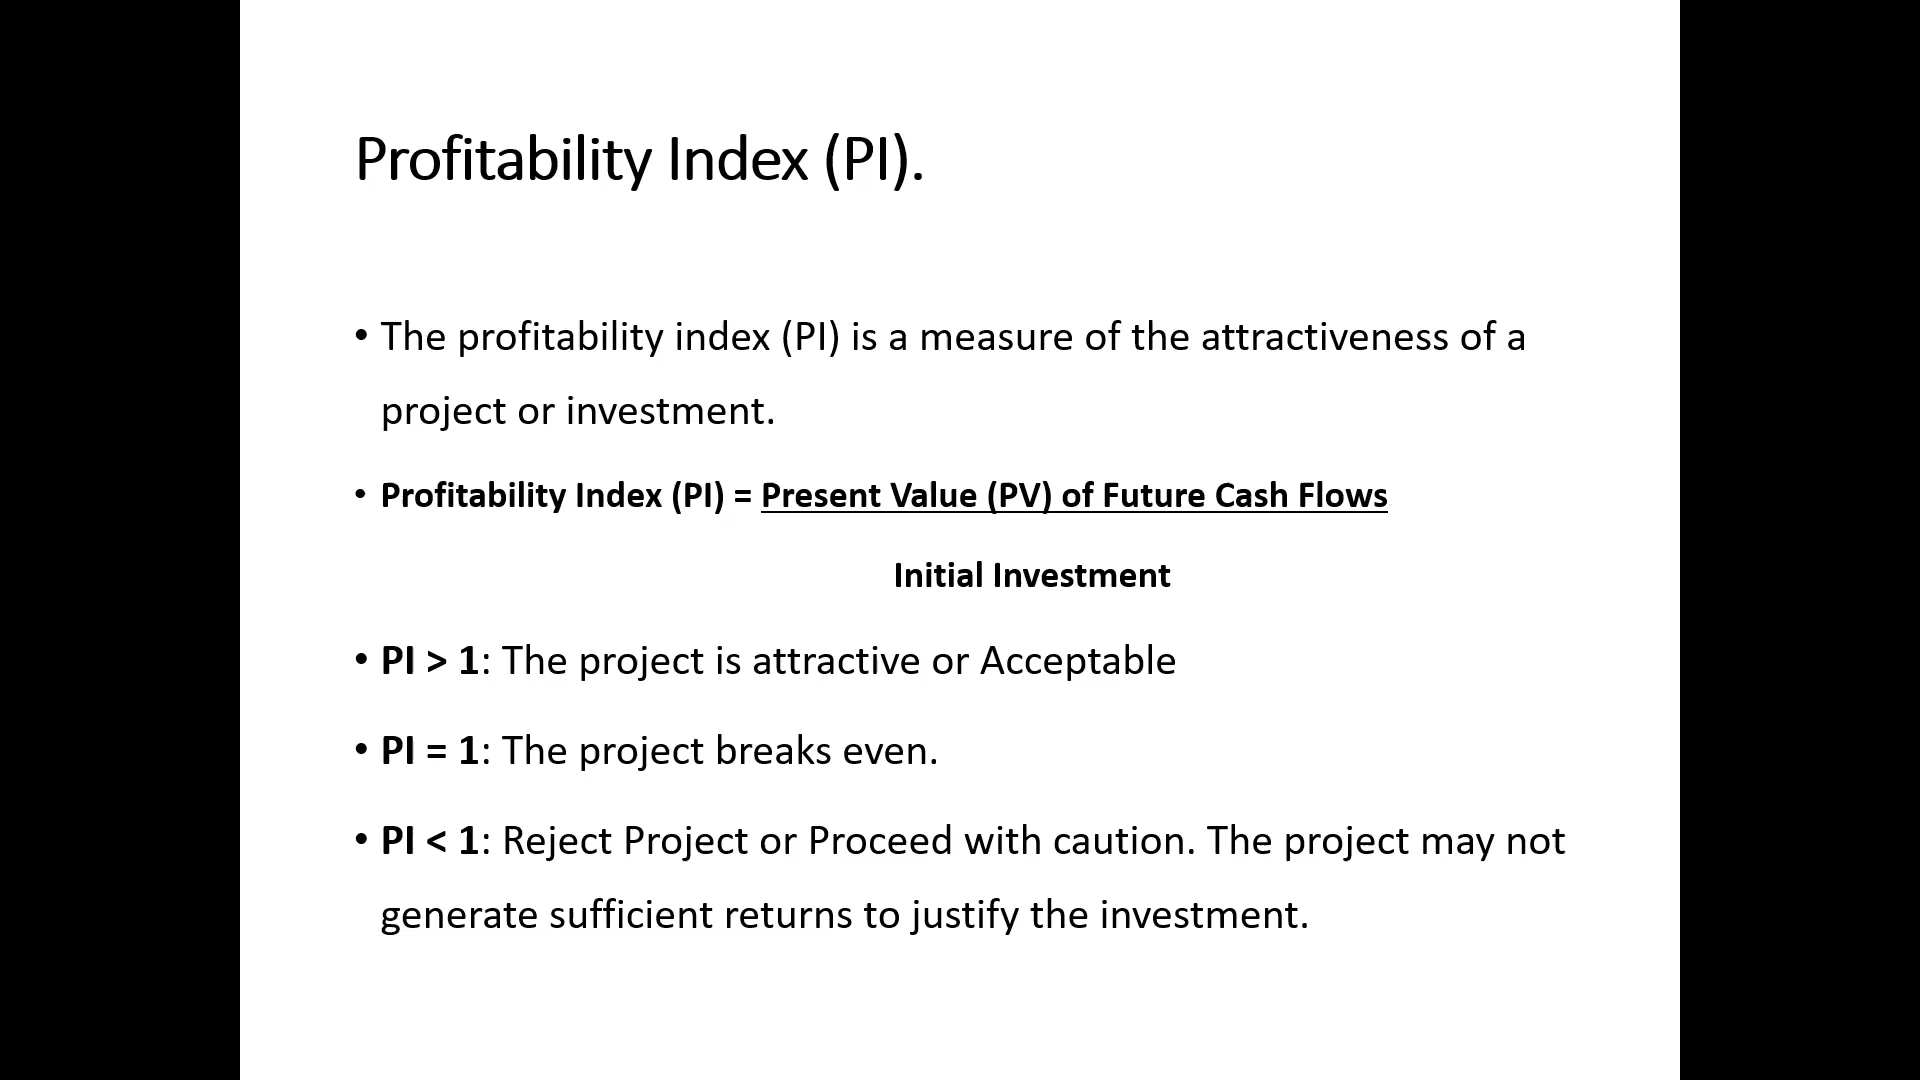 Profitability Index (PI).
• The profitability index (PI) is a measure of the attractiveness of a
project or investment.
• Profitability Index (PI) = Present Value (PV) of Future Cash Flows
Initial Investment
• PI > 1: The project is attractive or Acceptable
• PI = 1: The project breaks even.
• PI < 1: Reject Project or Proceed with caution. The project may not
generate sufficient returns to justify the investment.